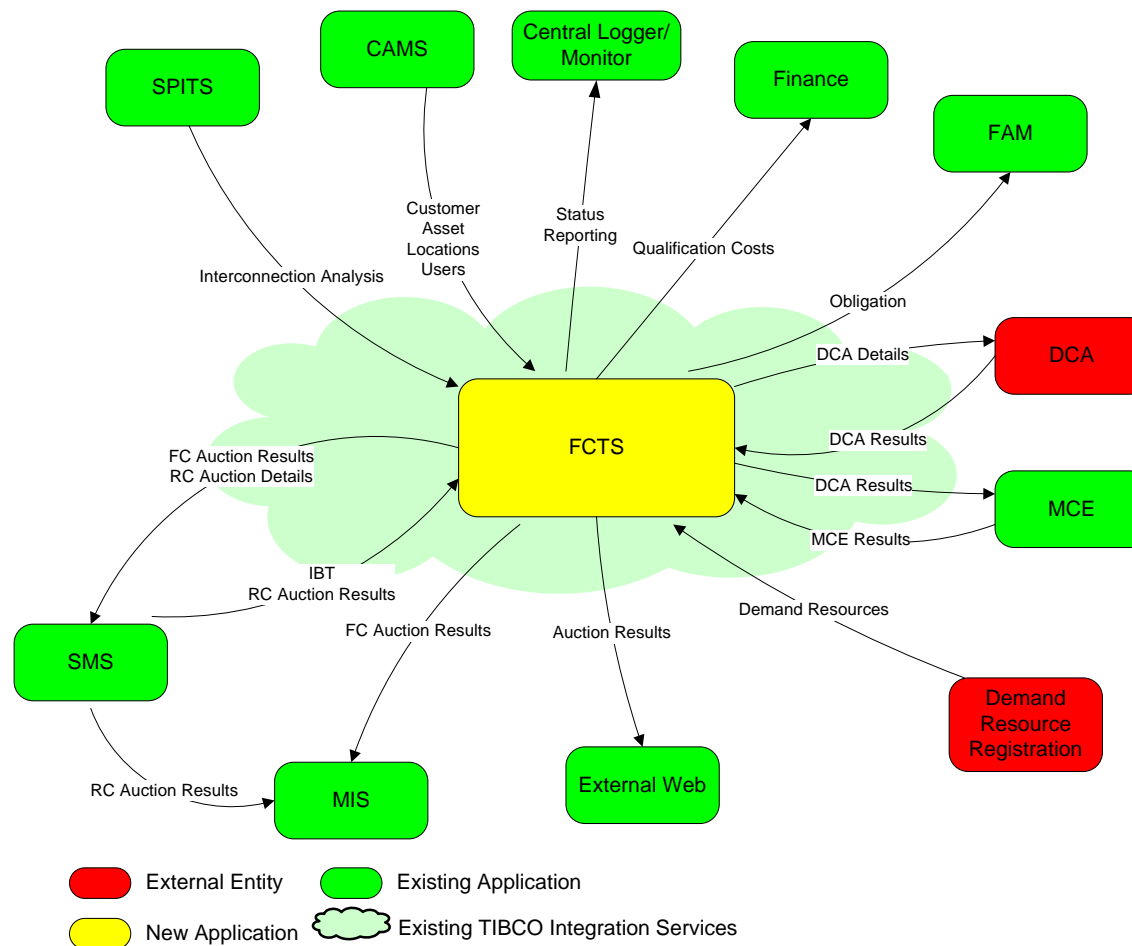 CAMS
Central Logger/
Monitor
SPITS
Finance
FAM
Customer
Asset
Locations
Users
Status
Reporting
Qualification Costs
Interconnection Analysis
Obligation
DCA Details
DCA
FCTS
DCA Results
FC Auction Results
RC Auction Details
DCA Results
MCE
MCE Results
IBT
RC Auction Results
Demand Resources
FC Auction Results
Auction Results
SMS
Demand
Resource
Registration
RC Auction Results
MIS
External Web
External Entity
Existing Application
New Application
Existing TIBCO Integration Services